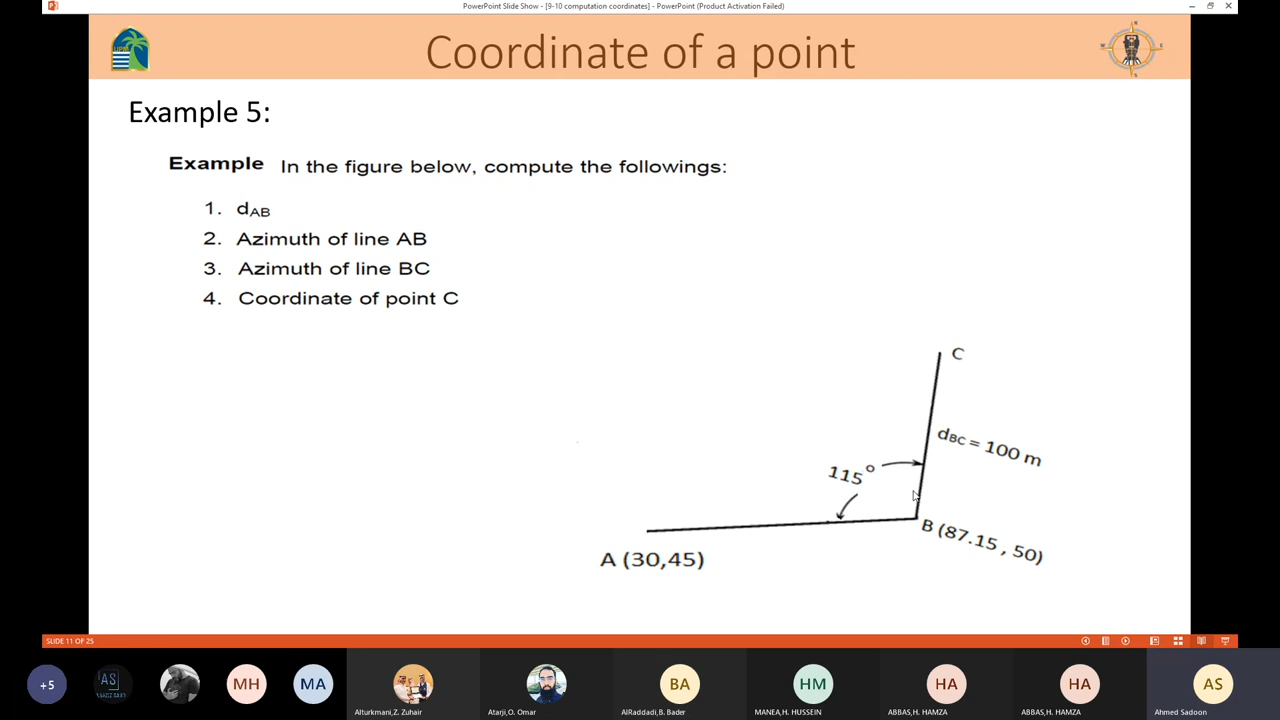 PowerPoint Slide Show - [9-10 computation coordinates] - PowerPoint (Product Activation Failed)
Coordinate of a point
Example 5:
Example In the figure below, compute the followings:
1. dAB
2. Azimuth of line AB
3. Azimuth of line BC
4. Coordinate of point C
C
dBC = 100 m
115°
B (87.15 , 50)
A (30,45)
SLIDE 11 OF 25
+5
AS
MH
MA
BA
HM
HA
HA
AS
Alturkmani,Z. Zuhair
Atarji,O. Omar
AlRaddadi,B. Bader
MANEA,H. HUSSEIN
ABBAS,H. HAMZA
ABBAS,H. HAMZA
Ahmed Sadoon